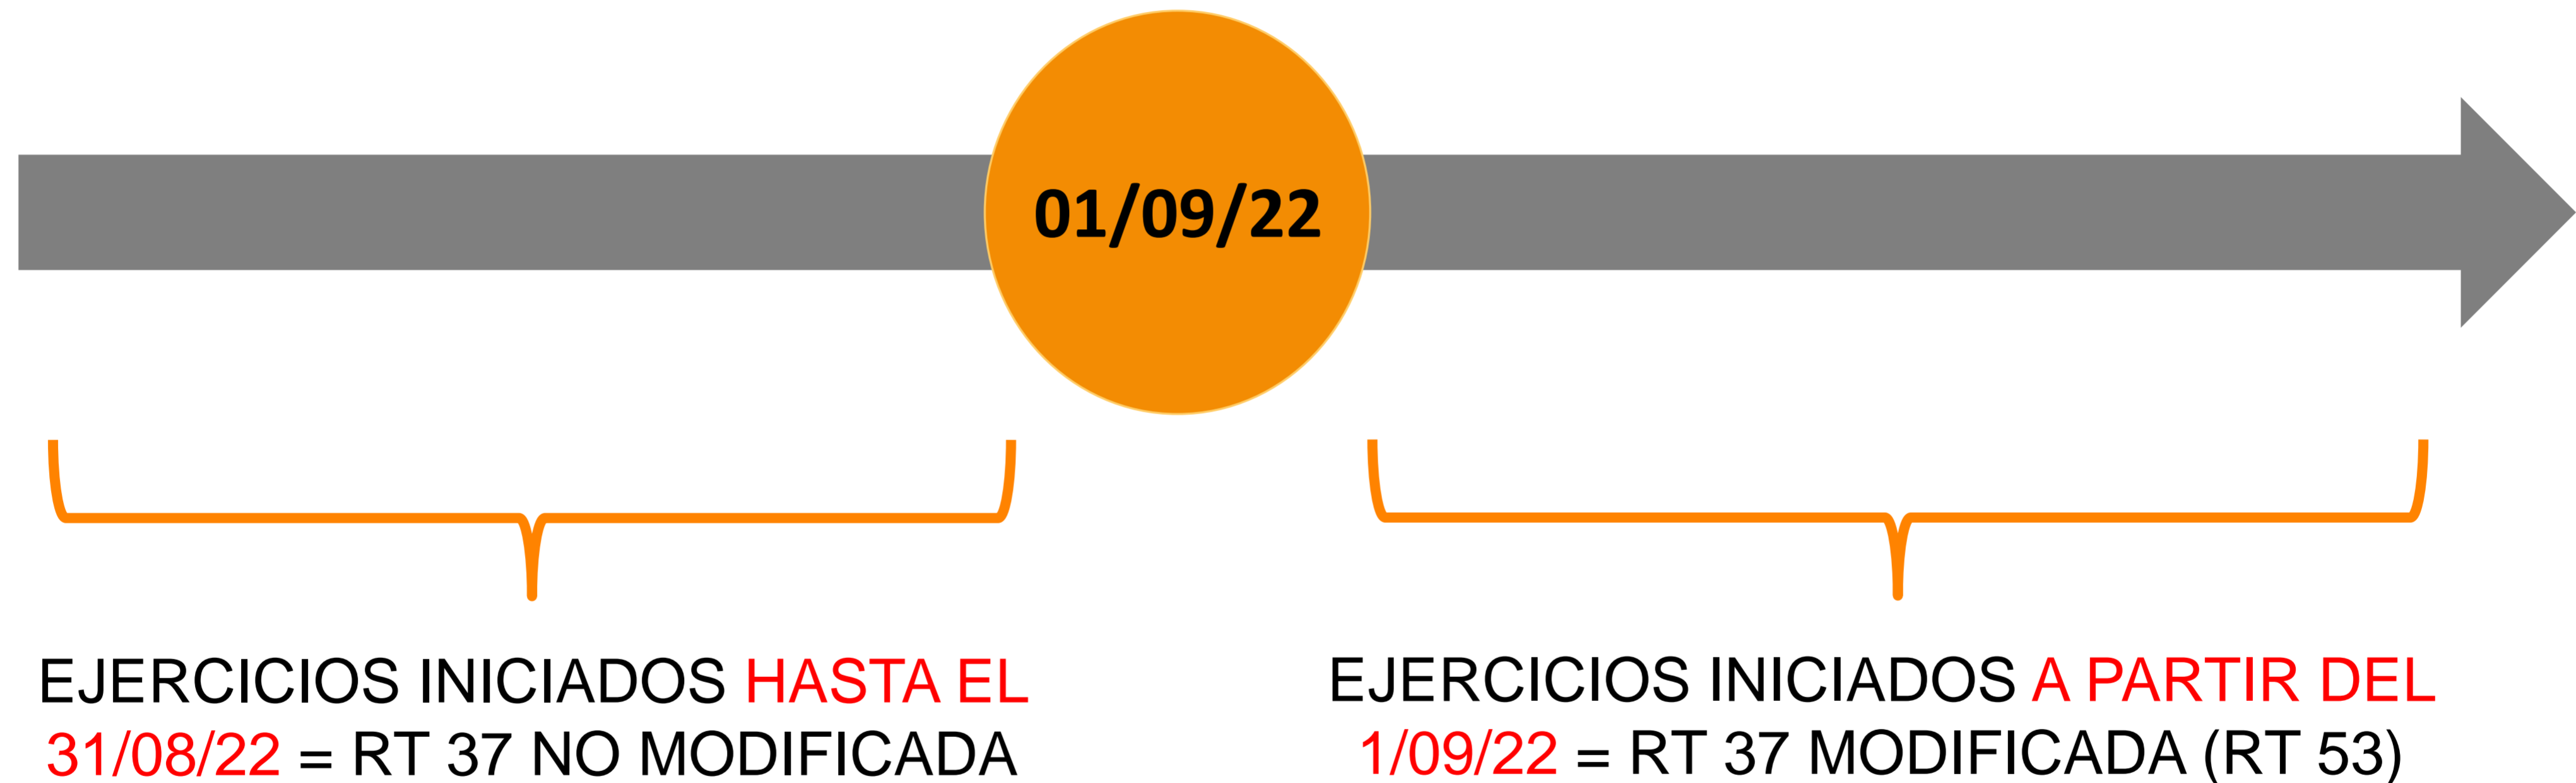 01/09/22
EJERCICIOS INICIADOS HASTA EL
31/08/22 = RT 37 NO MODIFICADA
EJERCICIOS INICIADOS A PARTIR DEL
1/09/22 = RT 37 MODIFICADA (RT 53)